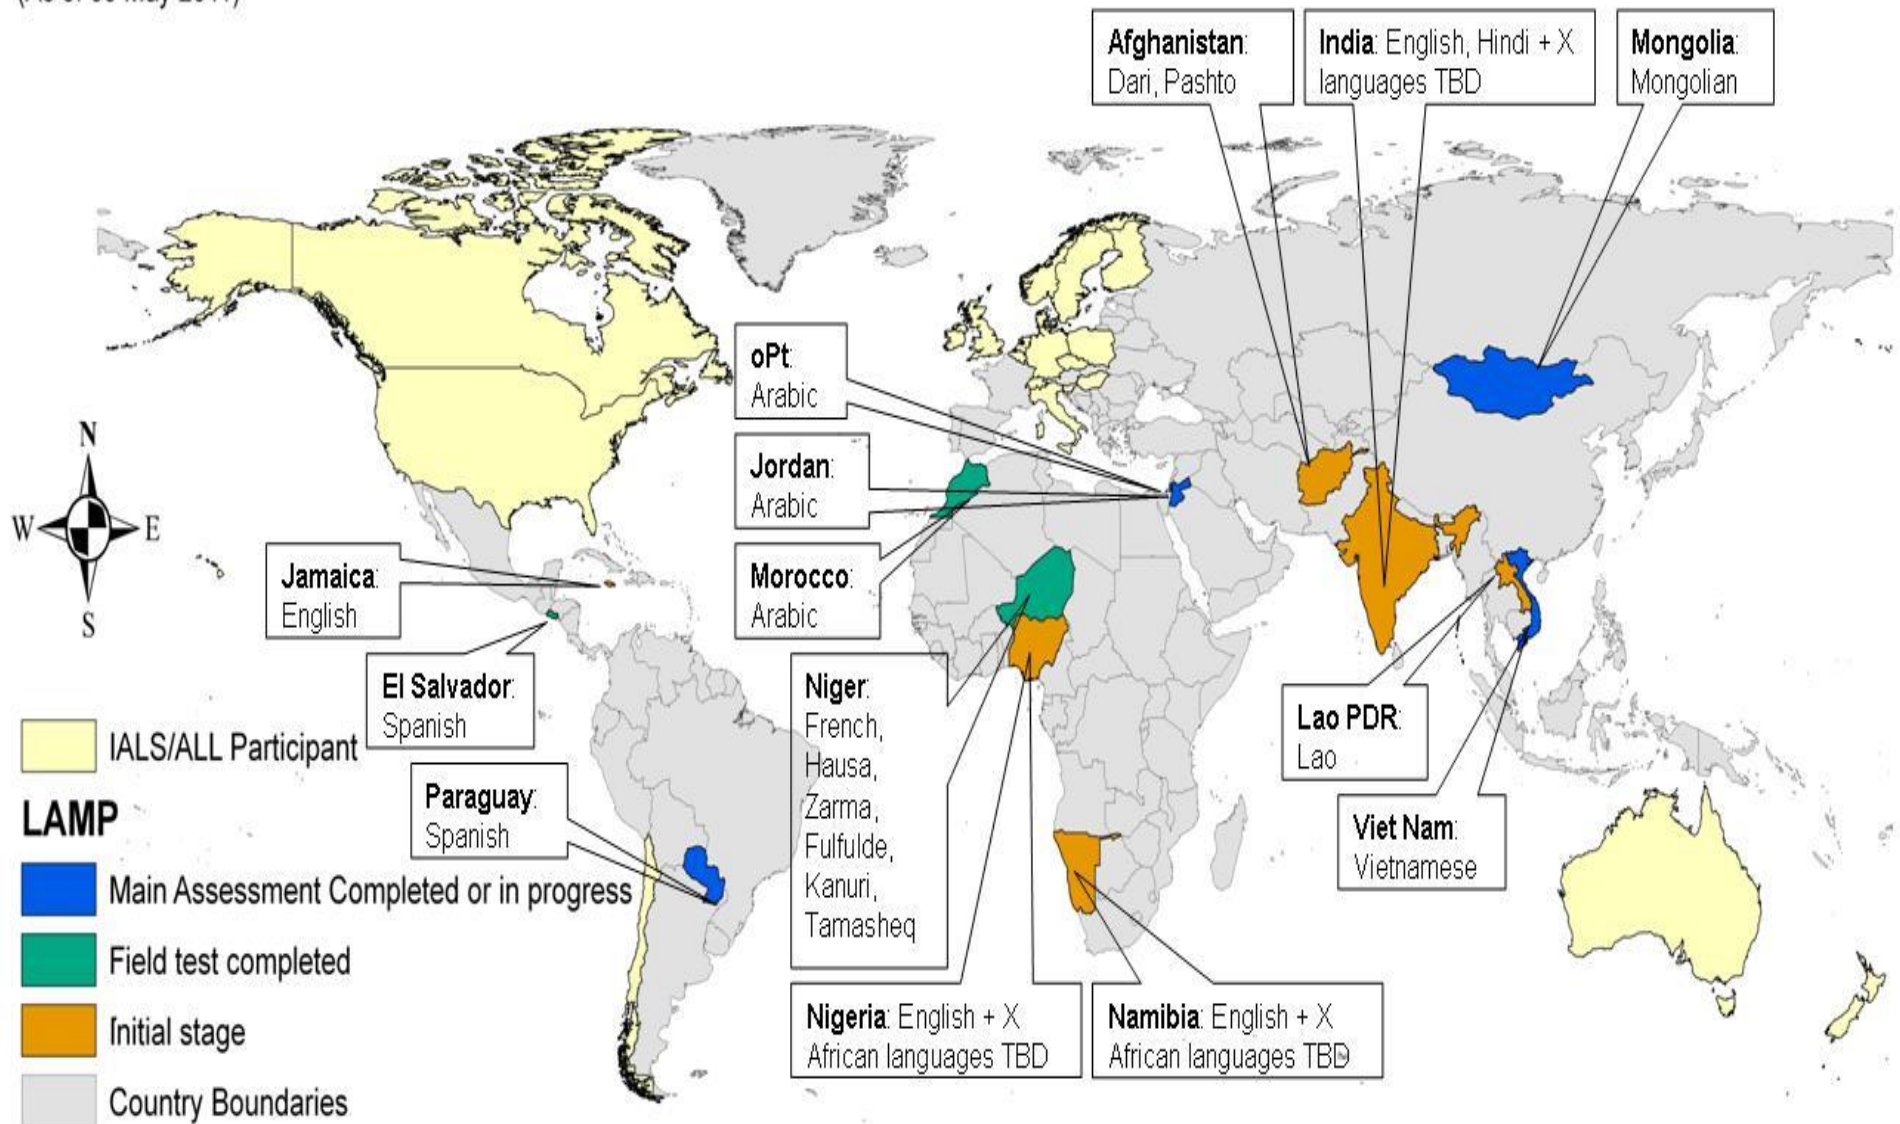 Afghanistan:
Dari, Pashto
India: English, Hindi + X
languages TBD
Mongolia:
Mongolian
oPt:
Arabic
Jordan:
Arabic
Morocco:
Arabic
N
W
E
S
Jamaica:
English
El Salvador:
Spanish
Paraguay:
Spanish
Niger:
French,
Hausa,
Zarma,
Fulfulde,
Kanuri,
Tamasheq
Lao PDR:
Lao
Viet Nam:
Vietnamese
Nigeria: English + X
African languages TBD
Namibia: English + X
African languages TBD
IALS/ALL Participant
LAMP
Main Assessment Completed or in progress
Field test completed
Initial stage
Country Boundaries